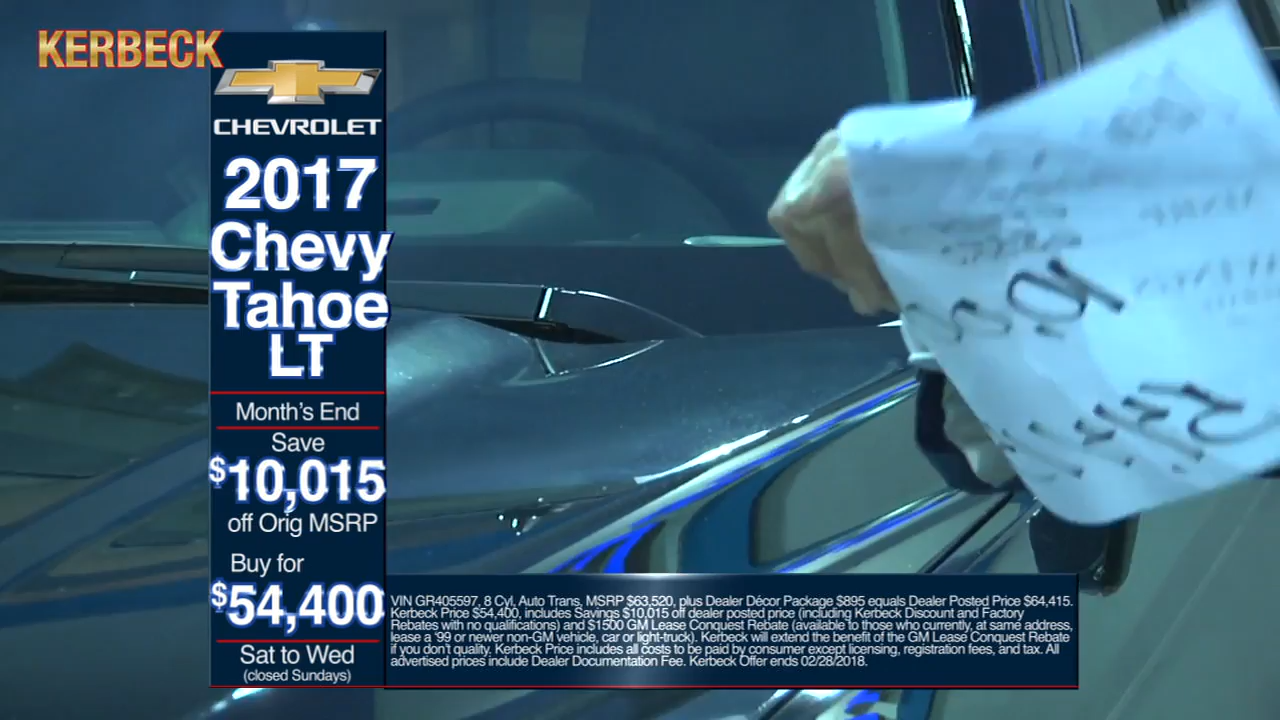 KERBECK
CHEVROLET
2017
Chevy
Tahoe
LT
Month's End
Save
$10,015
off Orig MSRP
Buy for
$54,400
Sat to Wed
(closed Sundays)
VIN GR405597, 8 Cyl, Auto Trans, MSRP $63,520, plus Dealer Décor Package $895 equals Dealer Posted Price $64,415.
Kerbeck Price $54,400, includes Savings $10,015 off dealer posted price (including Kerbeck Discount and Factory
Rebates with no qualifications) and $1500 GM Lease Conquest Rebate (available to those who currently, at same address,
lease a '99 or newer non-GM vehicle, car or light-truck). Kerbeck will extend the benefit of the GM Lease Conquest Rebate
if you don't quality. Kerbeck Price includes all costs to be paid by consumer except licensing, registration fees, and tax. All
advertised prices include Dealer Documentation Fee. Kerbeck Offer ends 02/28/2018.